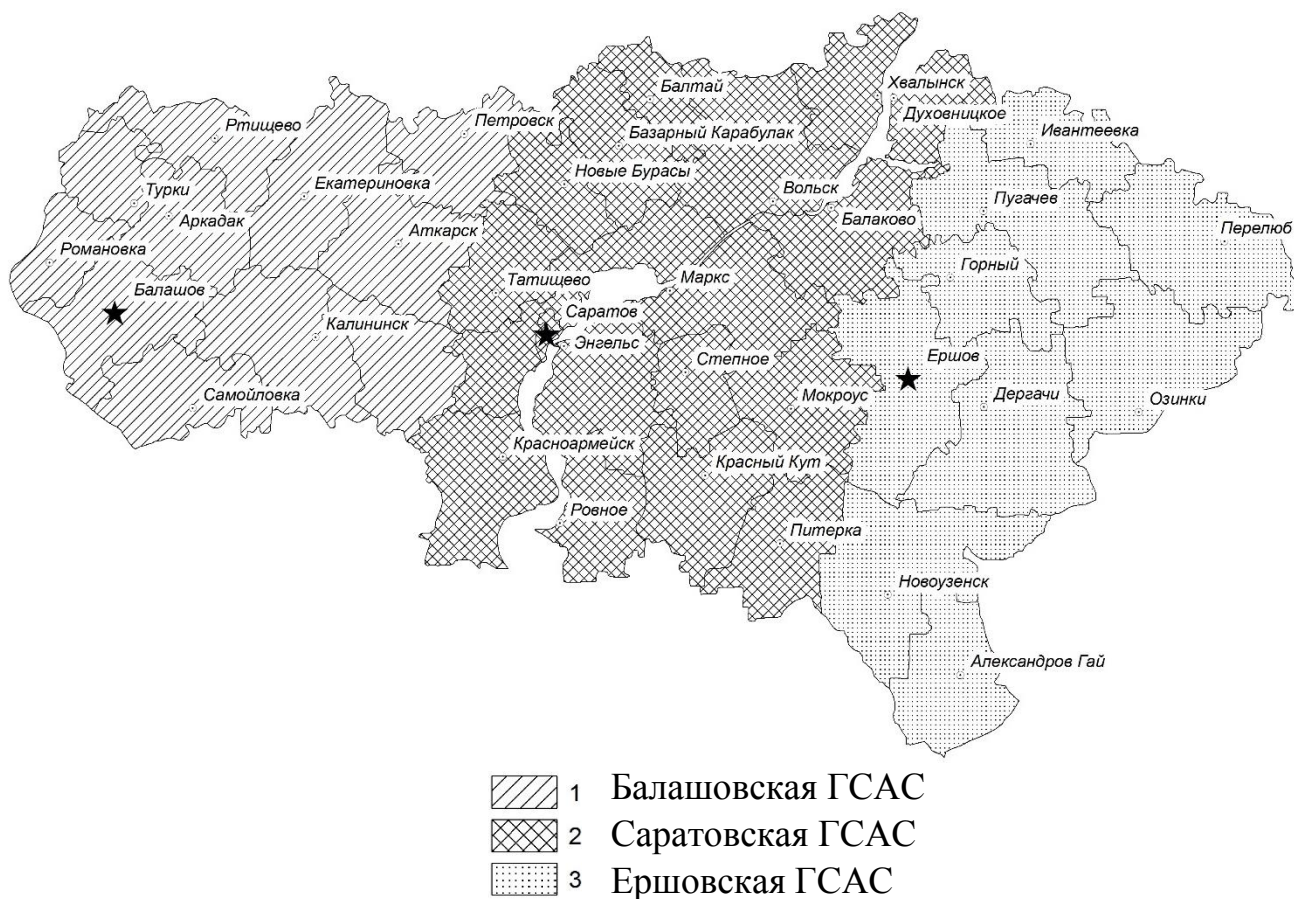 Балтай
Хвалынск
Духовницкое
Ртищево
Петровск
Базарный Карабулак
Ивантеевка
Новые Бурасы
Турки
Екатериновка
Вольск
Пугачев
Аркадак
Балаково
Аткарск
Перелюб
Романовка
Горный
Балашов
Татищево
Маркс
Саратов
Калининск
Энгельс
Степное
Ершов
Самойловка
Мокроус
Дергачи
Озинки
Красноармейск
Красный Кут
Ровное
Питерка
Новоузенск
Александров Гай
1 Балашовская ГСАС
2 Саратовская ГСАС
3 Ершовская ГСАС